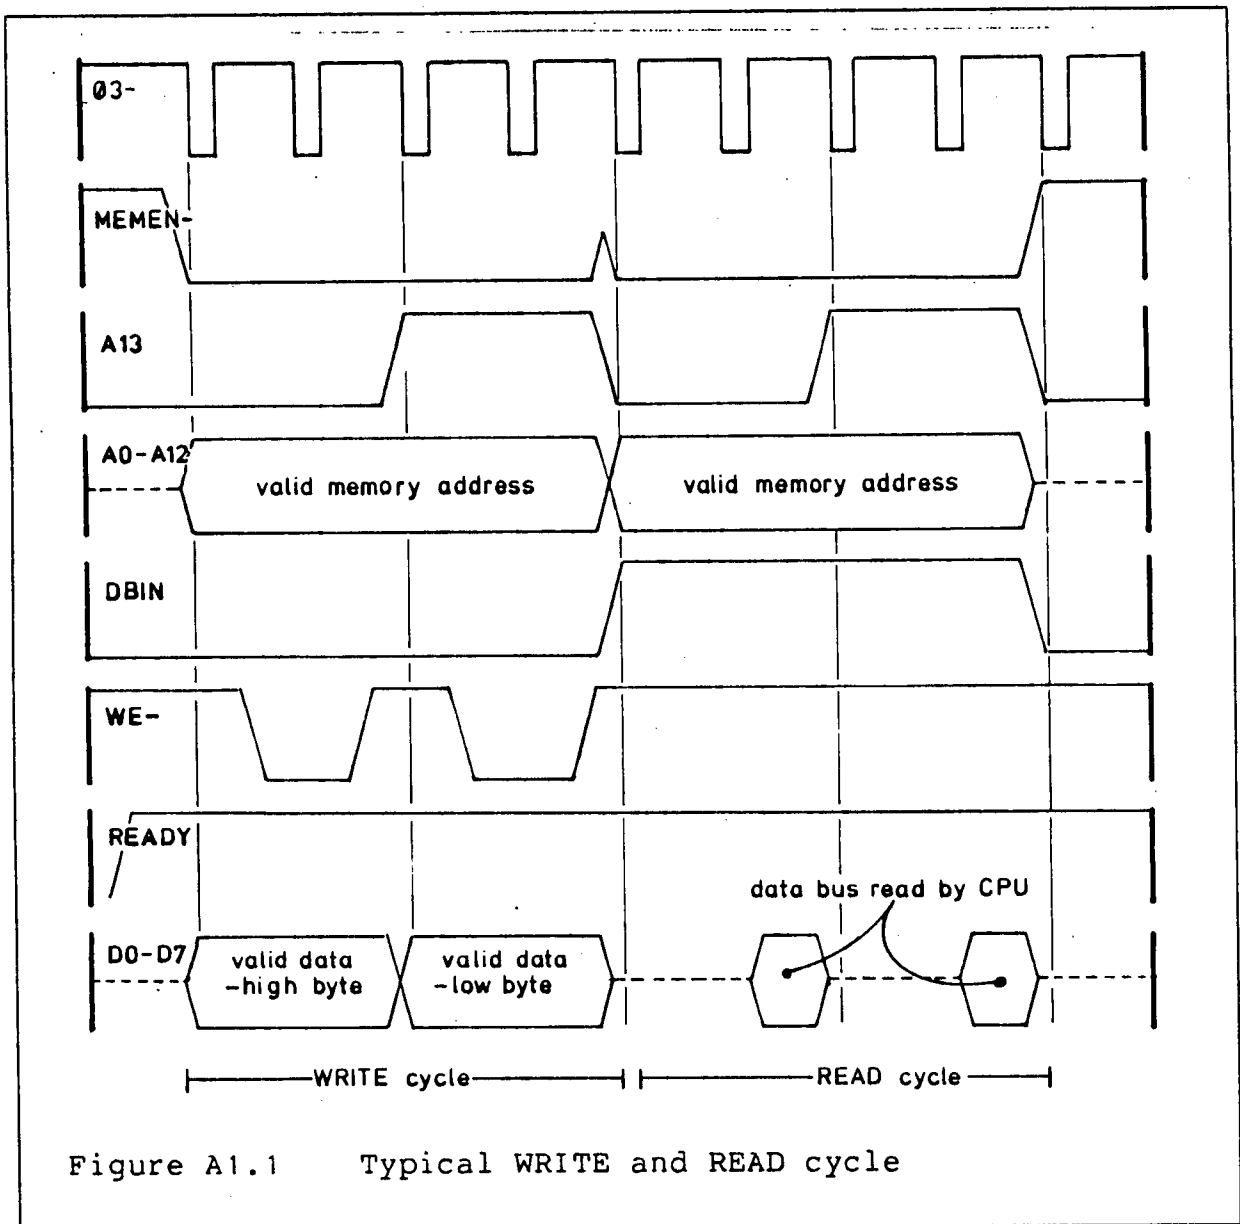 Ø3-
MEMEN-
A13
A0-A12
valid memory address
valid memory address
DBIN
WE-
READY
data bus read by CPU
D0-D7
valid data
-high byte
valid data
-low byte
WRITE cycle
READ cycle
Figure A1.1 Typical WRITE and READ cycle